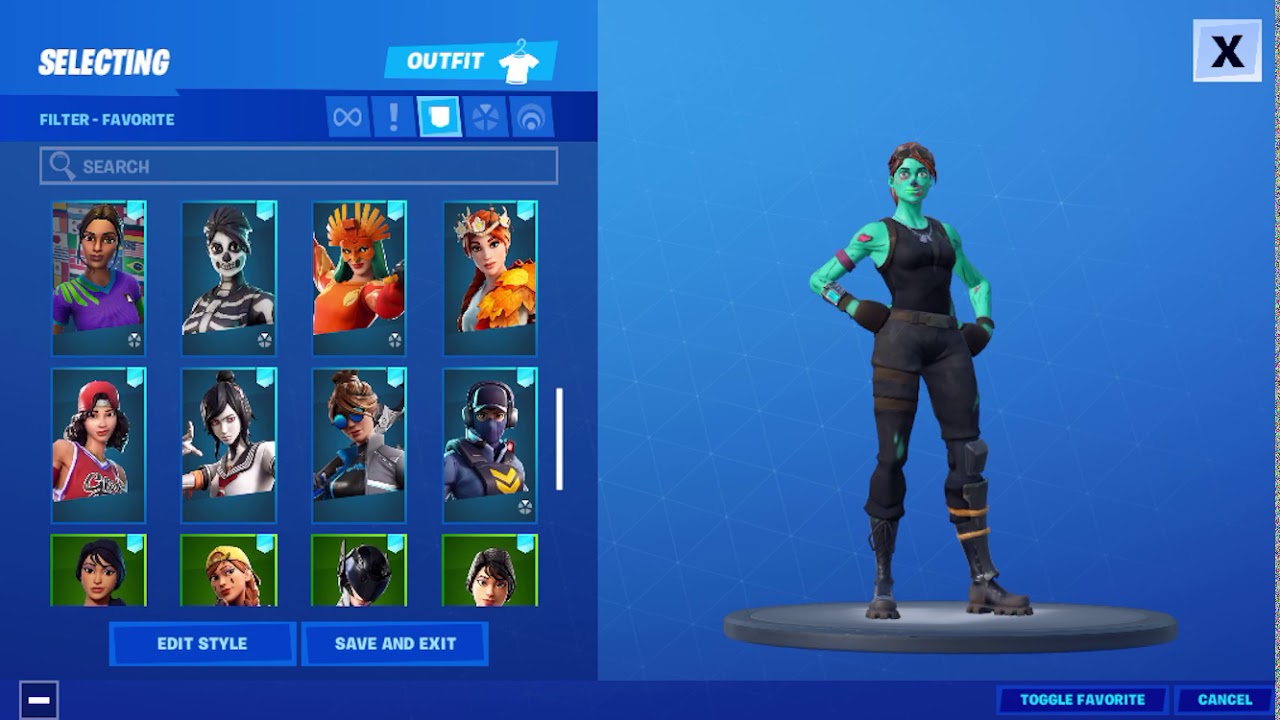 SELECTING
OUTFIT
X
FILTER - FAVORITE
SEARCH
EDIT STYLE
SAVE AND EXIT
TOGGLE FAVORITE
CANCEL